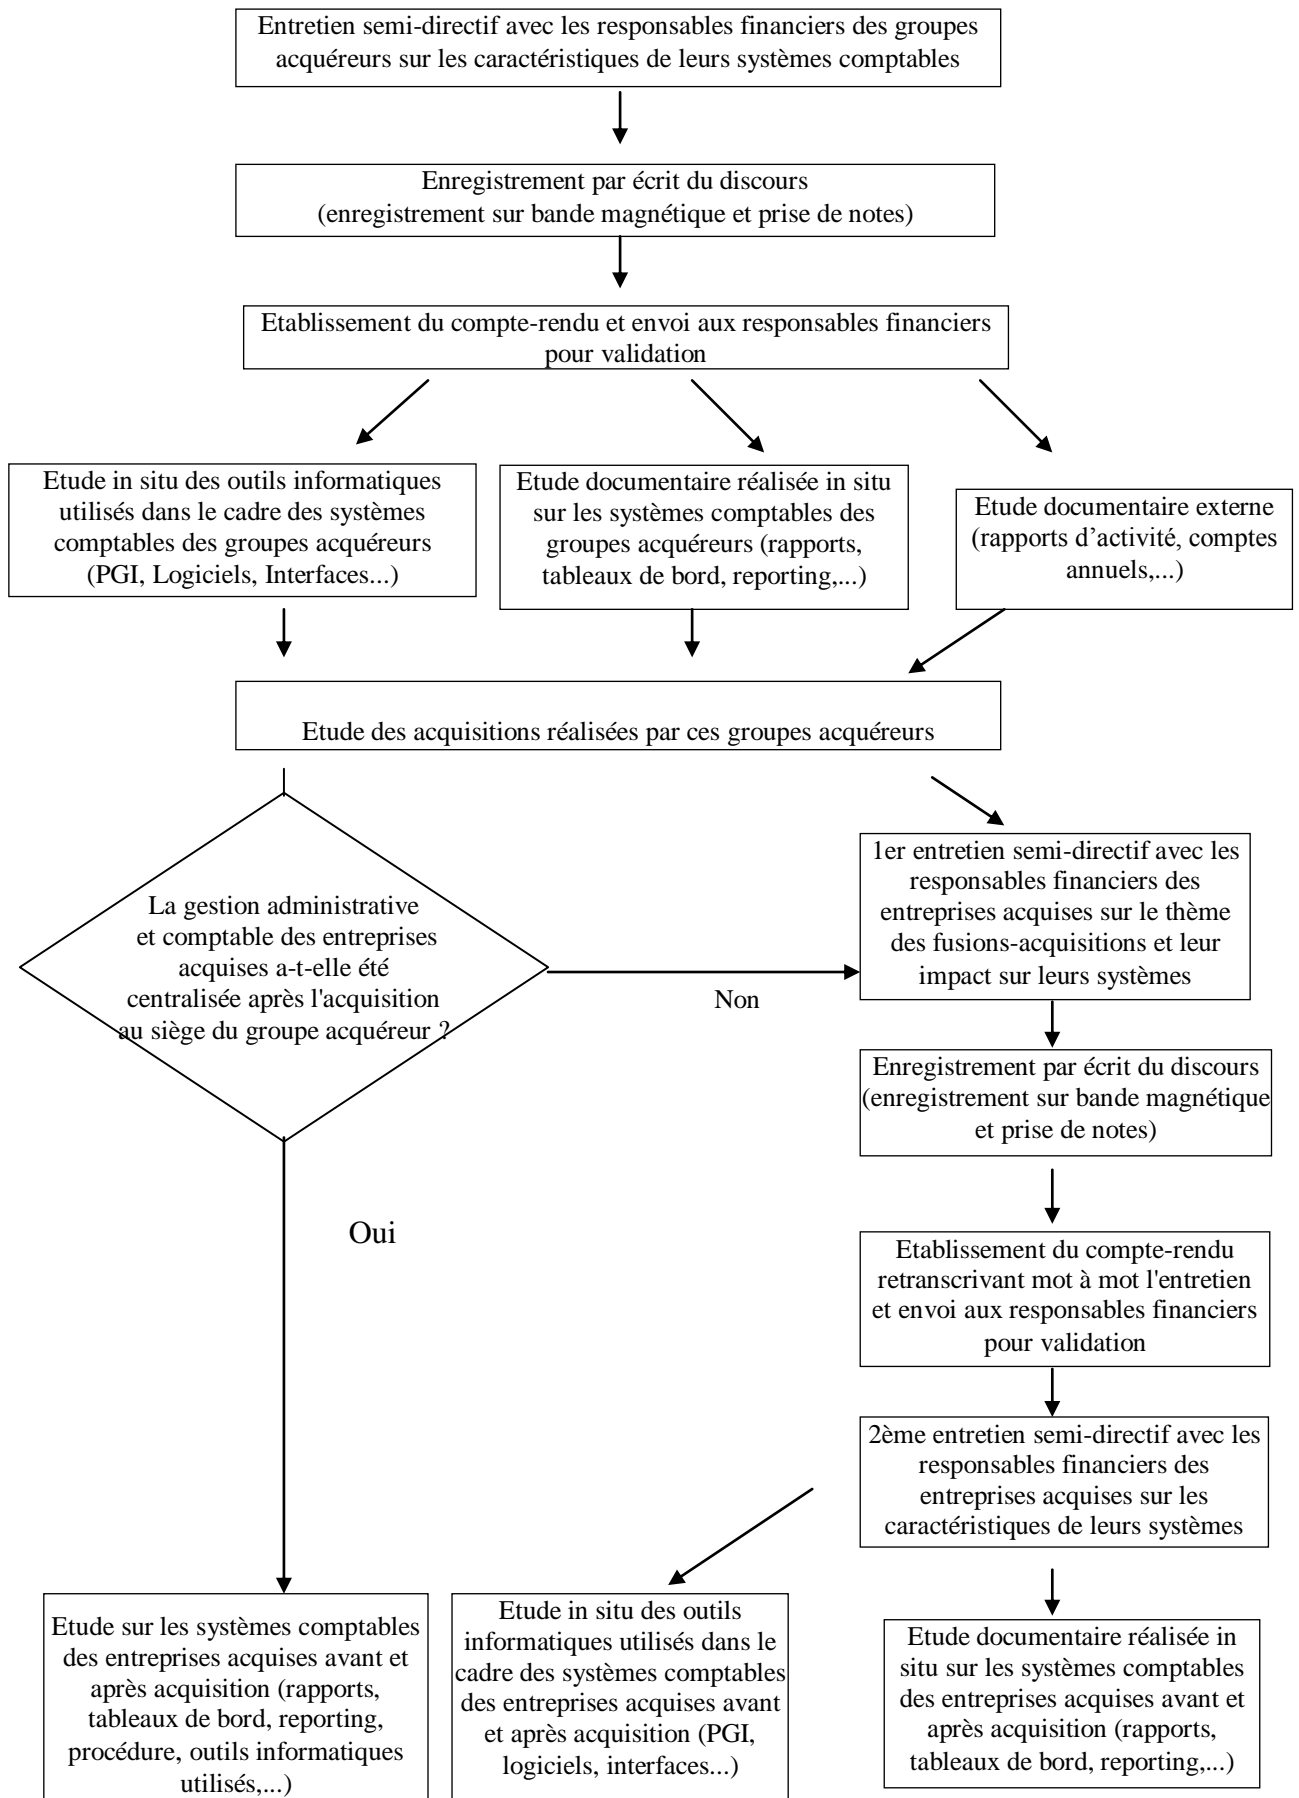 Entretien semi-directif avec les responsables financiers des groupes
acquéreurs sur les caractéristiques de leurs systèmes comptables
Enregistrement par écrit du discours
(enregistrement sur bande magnétique et prise de notes)
Etablissement du compte-rendu et envoi aux responsables financiers
pour validation
Etude in situ des outils informatiques
utilisés dans le cadre des systèmes
comptables des groupes acquéreurs
(PGI, Logiciels, Interfaces...)
Etude documentaire réalisée in situ
sur les systèmes comptables des
groupes acquéreurs (rapports,
tableaux de bord, reporting,...)
Etude documentaire externe
(rapports d’activité, comptes
annuels,...)
Etude des acquisitions réalisées par ces groupes acquéreurs
La gestion administrative
et comptable des entreprises
acquises a-t-elle été
centralisée après l'acquisition
au siège du groupe acquéreur ?
Non
1er entretien semi-directif avec les
responsables financiers des
entreprises acquises sur le thème
des fusions-acquisitions et leur
impact sur leurs systèmes
Enregistrement par écrit du discours
(enregistrement sur bande magnétique
et prise de notes)
Oui
Etablissement du compte-rendu
retranscrivant mot à mot l'entretien
et envoi aux responsables financiers
pour validation
2ème entretien semi-directif avec les
responsables financiers des
entreprises acquises sur les
caractéristiques de leurs systèmes
Etude sur les systèmes comptables
des entreprises acquises avant et
après acquisition (rapports,
tableaux de bord, reporting,
procédure, outils informatiques
utilisés,...)
Etude in situ des outils
informatiques utilisés dans le
cadre des systèmes comptables
des entreprises acquises avant
et après acquisition (PGI,
logiciels, interfaces...)
Etude documentaire réalisée in
situ sur les systèmes comptables
des entreprises acquises avant et
après acquisition (rapports,
tableaux de bord, reporting,...)